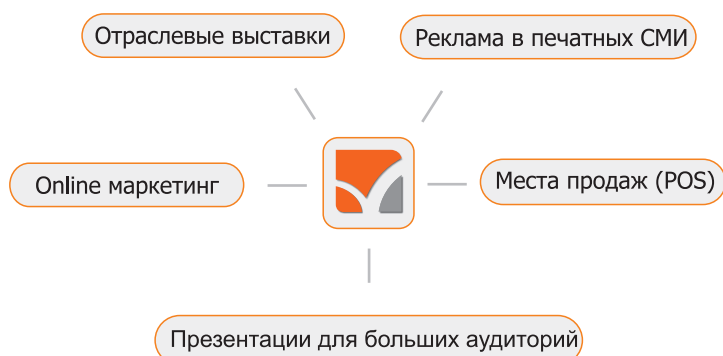 Отраслевые выставки
Реклама в печатных СМИ
Online маркетинг
Места продаж (POS)
Презентации для больших аудиторий